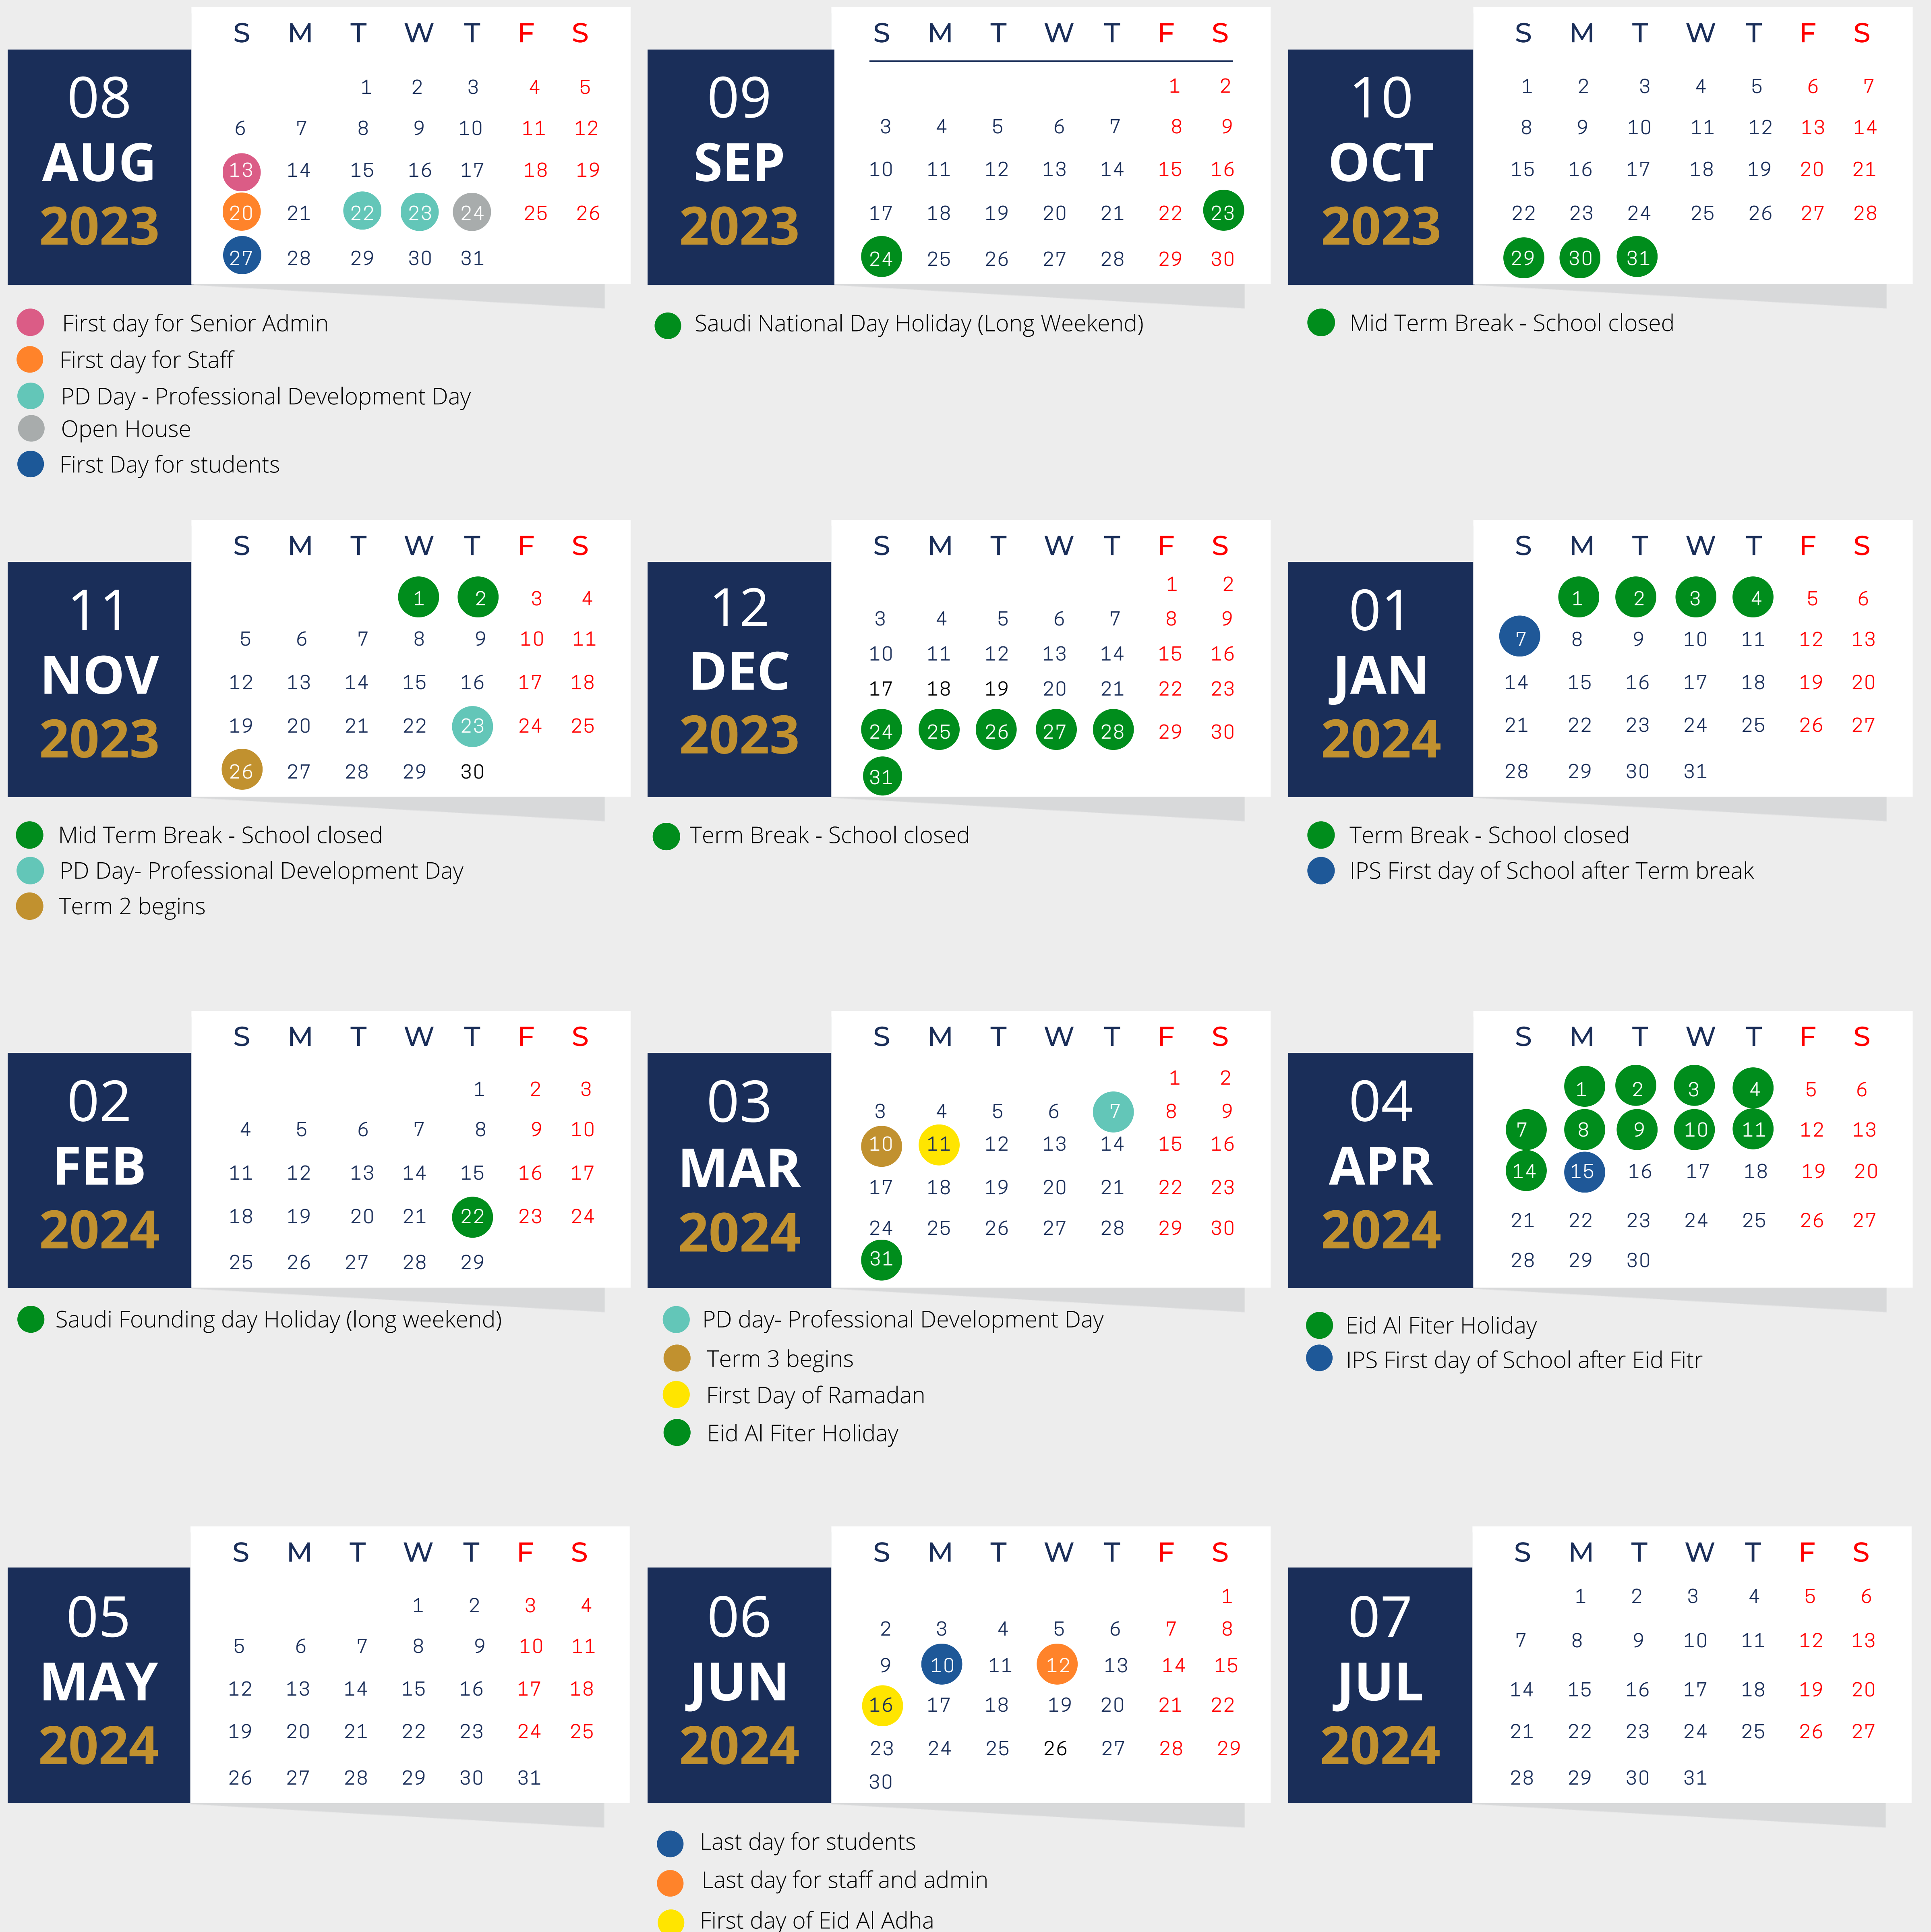 S M T W T F S
08
AUG
2023
1 2 3 4 5
6 7 8 9 10 11 12
13 14 15 16 17 18 19
20 21 22 23 24 25 26
27 28 29 30 31
First day for Senior Admin
First day for Staff
PD Day - Professional Development Day
Open House
First Day for students
S M T W T F S
09
SEP
2023
1 2
3 4 5 6 7 8 9
10 11 12 13 14 15 16
17 18 19 20 21 22 23
24 25 26 27 28 29 30
Saudi National Day Holiday (Long Weekend)
S M T W T F S
10
OCT
2023
1 2 3 4 5 6 7
8 9 10 11 12 13 14
15 16 17 18 19 20 21
22 23 24 25 26 27 28
29 30 31
Mid Term Break - School closed
S M T W T F S
11
NOV
2023
1 2 3 4
5 6 7 8 9 10 11
12 13 14 15 16 17 18
19 20 21 22 23 24 25
26 27 28 29 30
Mid Term Break - School closed
PD Day- Professional Development Day
Term 2 begins
S M T W T F S
12
DEC
2023
1 2
3 4 5 6 7 8 9
10 11 12 13 14 15 16
17 18 19 20 21 22 23
24 25 26 27 28 29 30
31
Term Break - School closed
S M T W T F S
01
JAN
2024
1 2 3 4 5 6
7 8 9 10 11 12 13
14 15 16 17 18 19 20
21 22 23 24 25 26 27
28 29 30 31
Term Break - School closed
IPS First day of School after Term break
S M T W T F S
02
FEB
2024
1 2 3
4 5 6 7 8 9 10
11 12 13 14 15 16 17
18 19 20 21 22 23 24
25 26 27 28 29
Saudi Founding day Holiday (long weekend)
S M T W T F S
03
MAR
2024
1 2
3 4 5 6 7 8 9
10 11 12 13 14 15 16
17 18 19 20 21 22 23
24 25 26 27 28 29 30
31
PD day- Professional Development Day
Term 3 begins
First Day of Ramadan
Eid Al Fiter Holiday
S M T W T F S
04
APR
2024
1 2 3 4 5 6
7 8 9 10 11 12 13
14 15 16 17 18 19 20
21 22 23 24 25 26 27
28 29 30
Eid Al Fiter Holiday
IPS First day of School after Eid Fitr
S M T W T F S
05
MAY
2024
1 2 3 4
5 6 7 8 9 10 11
12 13 14 15 16 17 18
19 20 21 22 23 24 25
26 27 28 29 30 31
S M T W T F S
06
JUN
2024
1
2 3 4 5 6 7 8
9 10 11 12 13 14 15
16 17 18 19 20 21 22
23 24 25 26 27 28 29
30
Last day for students
Last day for staff and admin
First day of Eid Al Adha
S M T W T F S
07
JUL
2024
1 2 3 4 5 6
7 8 9 10 11 12 13
14 15 16 17 18 19 20
21 22 23 24 25 26 27
28 29 30 31